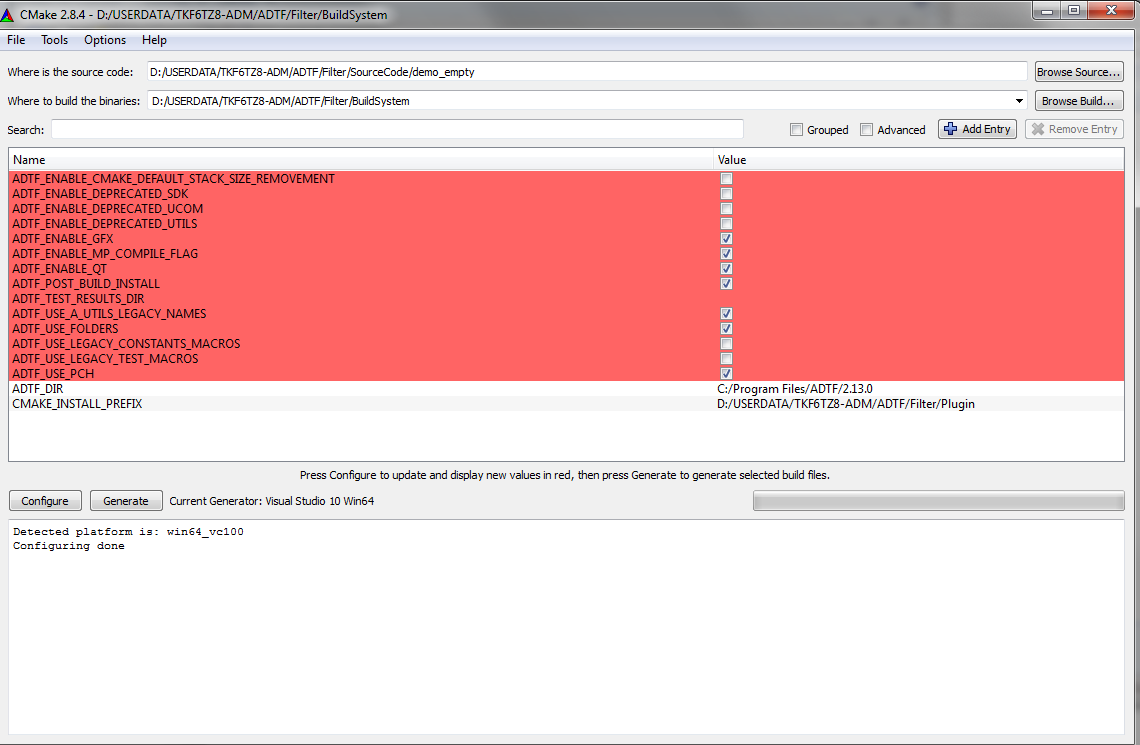 CMake 2.8.4 - D:/USERDATA/TKF6TZ8-ADM/ADTF/Filter/BuildSystem
File Tools Options Help
Where is the source code: D:/USERDATA/TKF6TZ8-ADM/ADTF/Filter/SourceCode/demo_empty Browse Source...
Where to build the binaries: D:/USERDATA/TKF6TZ8-ADM/ADTF/Filter/BuildSystem Browse Build...
Search: Grouped Advanced Add Entry Remove Entry
Name Value
ADTF_ENABLE_CMAKE_DEFAULT_STACK_SIZE_REMOVEMENT
ADTF_ENABLE_DEPRECATED_SDK
ADTF_ENABLE_DEPRECATED_UCOM
ADTF_ENABLE_DEPRECATED_UTILS
ADTF_ENABLE_GFX
ADTF_ENABLE_MP_COMPILE_FLAG
ADTF_ENABLE_QT
ADTF_POST_BUILD_INSTALL
ADTF_TEST_RESULTS_DIR
ADTF_USE_A_UTILS_LEGACY_NAMES
ADTF_USE_FOLDERS
ADTF_USE_LEGACY_CONSTANTS_MACROS
ADTF_USE_LEGACY_TEST_MACROS
ADTF_USE_PCH
ADTF_DIR C:/Program Files/ADTF/2.13.0
CMAKE_INSTALL_PREFIX D:/USERDATA/TKF6TZ8-ADM/ADTF/Filter/Plugin
Press Configure to update and display new values in red, then press Generate to generate selected build files.
Configure Generate Current Generator: Visual Studio 10 Win64
Detected platform is: win64_vc100
Configuring done